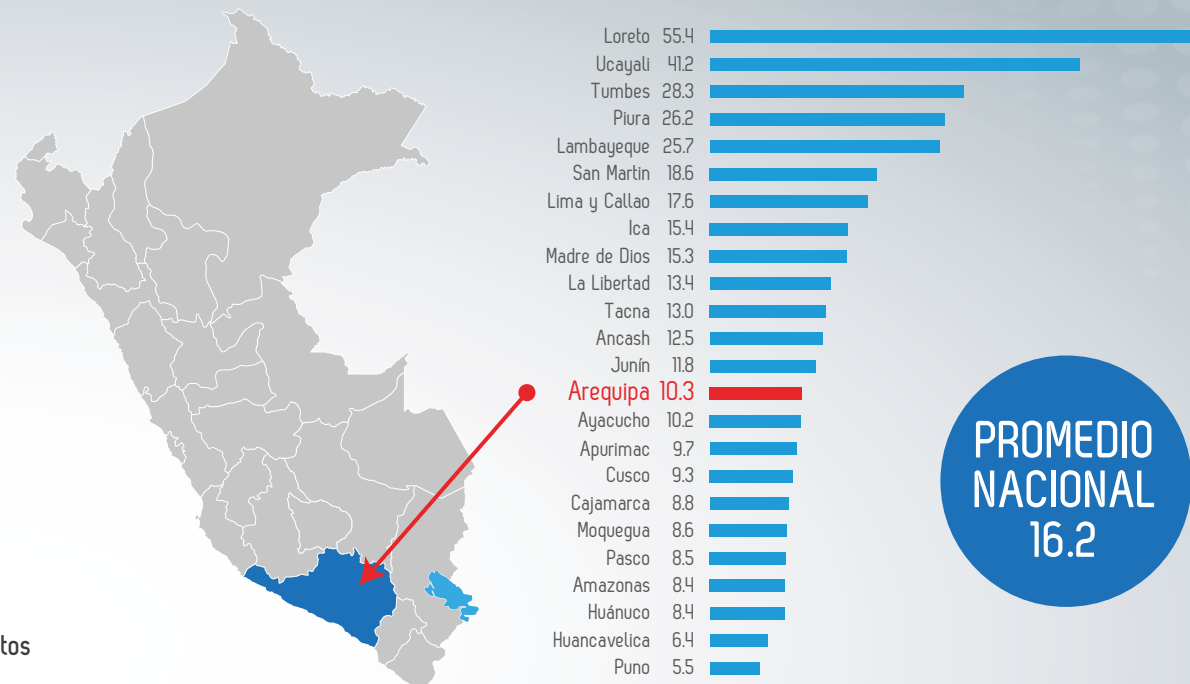 Loreto 55.4
Ucayali 41.2
Tumbes 28.3
Piura 26.2
Lambayeque 25.7
San Martin 18.6
Lima y Callao 17.6
Ica 15.4
Madre de Dios 15.3
La Libertad 13.4
Tacna 13.0
Ancash 12.5
Junín 11.8
Arequipa 10.3
Ayacucho 10.2
Apurimac 9.7
Cusco 9.3
Cajamarca 8.8
Moquegua 8.6
Pasco 8.5
Amazonas 8.4
Huánuco 8.4
Huancavelica 6.4
Puno 5.5
PROMEDIO
NACIONAL
16.2
tos